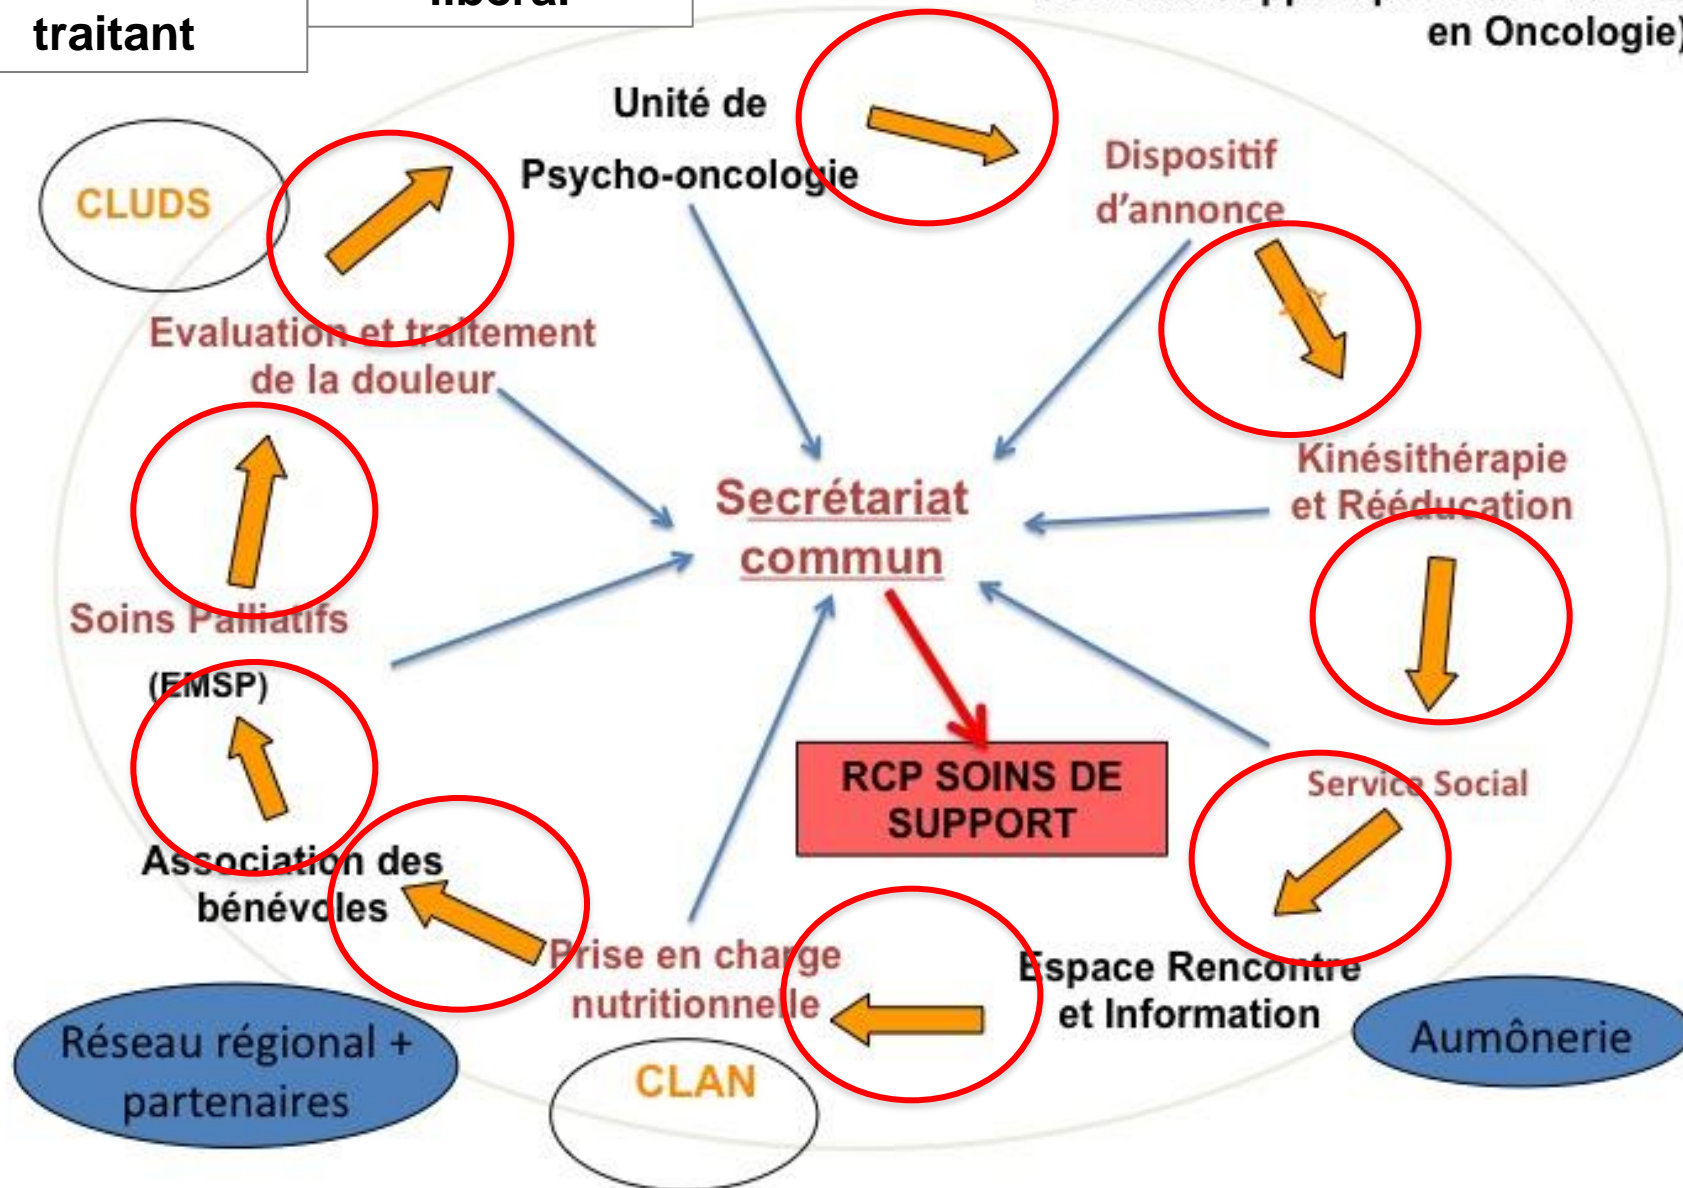 traitant
en Oncologie)
Unité de
Psycho-oncologie
Dispositif
d'annonce
CLUDS
Evaluation et traitement
de la douleur
Kinésithérapie
et Rééducation
Secrétariat
commun
Soins Palliatifs
(EMSP)
RCP SOINS DE
SUPPORT
Service Social
Association des
bénévoles
Prise en charge
nutritionnelle
Espace Rencontre
et Information
Réseau régional +
partenaires
Aumônerie
CLAN